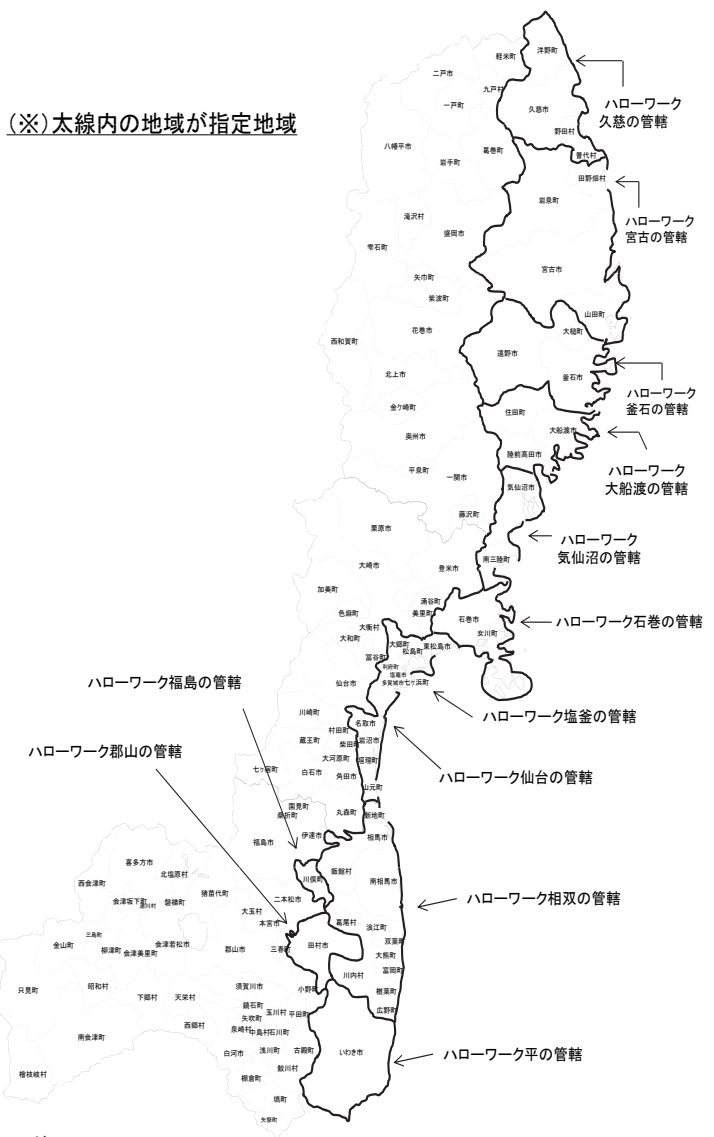 (※)太線内の地域が指定地域
洋野町
軽米町
二戸市
九戸村
一戸町
久慈市
野田村
ハローワーク
久慈の管轄
八幡平市
岩手町
葛巻町
普代村
田野畑村
岩泉町
滝沢村
盛岡市
雫石町
ハローワーク
宮古の管轄
宮古市
矢巾町
紫波町
山田町
花巻市
大槌町
西和賀町
遠野市
北上市
釜石市
ハローワーク
釜石の管轄
金ケ崎町
住田町
奥州市
大船渡市
陸前高田市
ハローワーク
大船渡の管轄
平泉町
一関市
気仙沼市
藤沢町
栗原市
ハローワーク
気仙沼の管轄
南三陸町
大崎市
登米市
加美町
涌谷町
色麻町
美里町
石巻市
女川町
ハローワーク石巻の管轄
大衡村
大和町
大郷町
松島町
東松島市
富谷町
利府町
塩竈市
多賀城市
七ヶ浜町
仙台市
ハローワーク福島の管轄
ハローワーク塩釜の管轄
川崎町
名取市
村田町
岩沼市
蔵王町
柴田町
ハローワーク郡山の管轄
大河原町
亘理町
七ヶ宿町
白石市
角田市
ハローワーク仙台の管轄
山元町
国見町
桑折町
丸森町
新地町
伊達市
相馬市
福島市
喜多方市
北塩原村
川俣町
飯舘村
西会津町
猪苗代町
南相馬市
会津坂下町
湯川村
磐梯町
二本松市
大玉村
ハローワーク相双の管轄
本宮市
葛尾村
浪江町
三島町
金山町
柳津町
会津美里町
会津若松市
郡山市
三春町
田村市
双葉町
大熊町
富岡町
川内村
只見町
昭和村
須賀川市
小野町
楢葉町
下郷町
天栄村
鏡石町
玉川村
平田町
広野町
矢吹町
西郷村
泉崎村
中島村
石川町
南会津町
白河市
浅川町
古殿町
いわき市
ハローワーク平の管轄
鮫川村
檜枝岐村
棚倉町
塙町
矢祭町